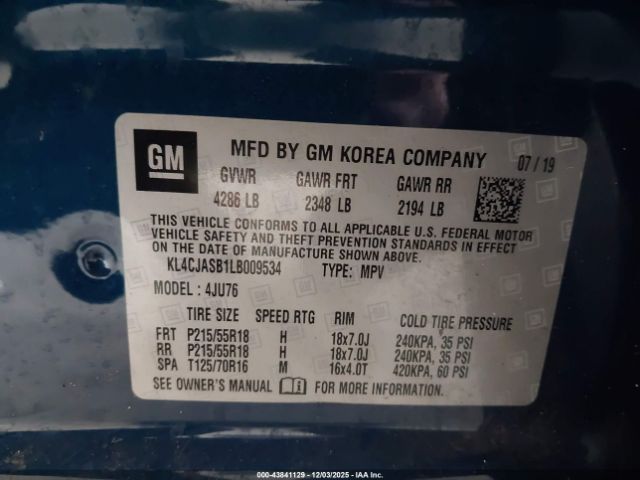 GM MFD BY GM KOREA COMPANY 07/19
GVWR GAWR FRT GAWR RR
4286 LB 2348 LB 2194 LB
THIS VEHICLE CONFORMS TO ALL APPLICABLE U.S. FEDERAL MOTOR
VEHICLE SAFETY AND THEFT PREVENTION STANDARDS IN EFFECT
ON THE DATE OF MANUFACTURE SHOWN ABOVE.
KL4CJASB1LB009534 TYPE: MPV
MODEL: 4JU76
TIRE SIZE SPEED RTG RIM COLD TIRE PRESSURE
FRT P215/55R18 H 18x7.0J 240KPA, 35 PSI
RR P215/55R18 H 18x7.0J 240KPA, 35 PSI
SPA T125/70R16 M 16x4.0T 420KPA, 60 PSI
SEE OWNER'S MANUAL FOR MORE INFORMATION.
000-43841129 - 12/03/2025 - IAA Inc.